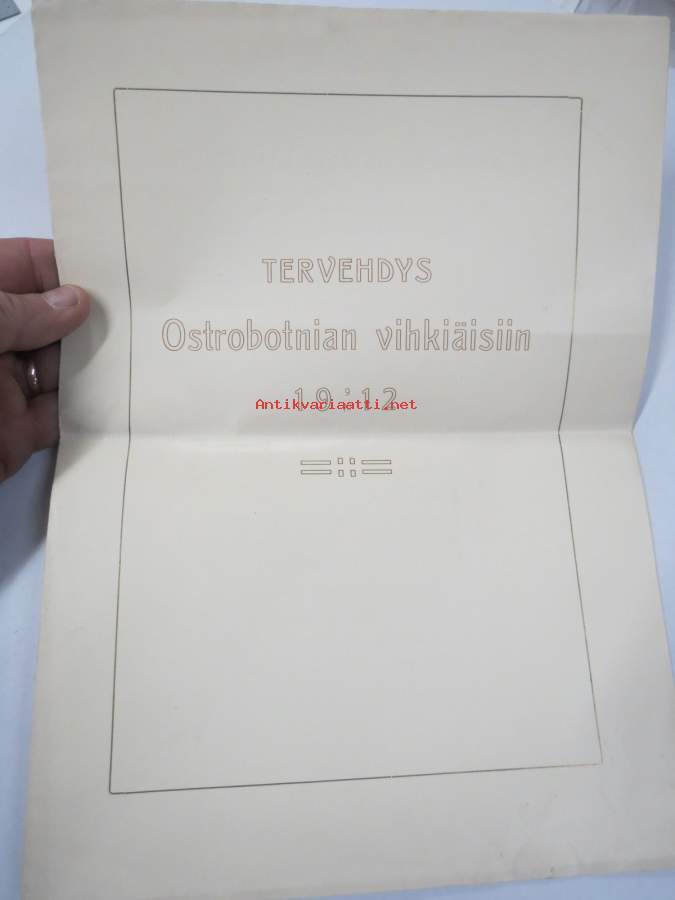 TERVEHDYS
Ostrobotnian vihkiäisiin
19 12
Antikvariaatti.net